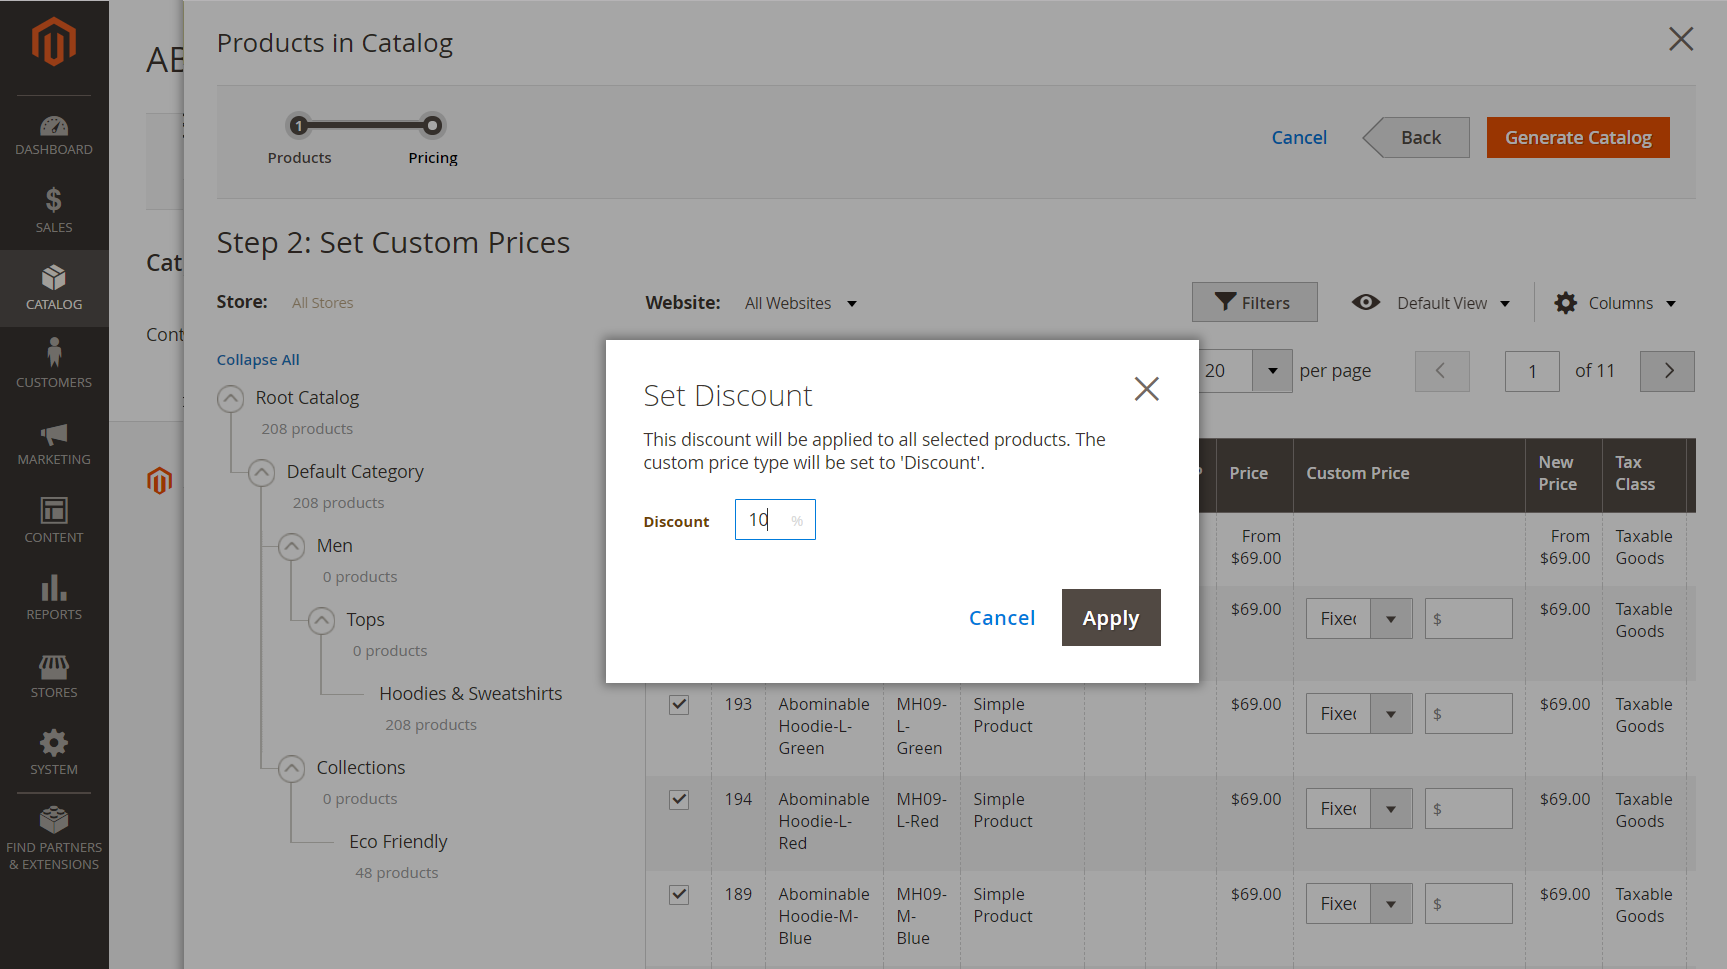 DASHBOARD
SALES
CATALOG
CUSTOMERS
MARKETING
CONTENT
REPORTS
STORES
SYSTEM
FIND PARTNERS
& EXTENSIONS
AB
Cat
Cont
Products in Catalog
1
Products
Pricing
Cancel
Back
Generate Catalog
Step 2: Set Custom Prices
Store: All Stores
Website: All Websites
Filters
Default View
Columns
20 per page
1 of 11
Collapse All
Root Catalog
208 products
Default Category
208 products
Men
0 products
Tops
0 products
Hoodies & Sweatshirts
208 products
Collections
0 products
Eco Friendly
48 products
Set Discount
This discount will be applied to all selected products. The
custom price type will be set to 'Discount'.
Discount 10 %
Cancel
Apply
Price
Custom Price
New
Price
Tax
Class
From
$69.00
From
$69.00
Taxable
Goods
$69.00
Fixed
$
$69.00
Taxable
Goods
193
Abominable
Hoodie-L-
Green
MH09-
L-
Green
Simple
Product
$69.00
Fixed
$
$69.00
Taxable
Goods
194
Abominable
Hoodie-L-
Red
MH09-
L-Red
Simple
Product
$69.00
Fixed
$
$69.00
Taxable
Goods
189
Abominable
Hoodie-M-
Blue
MH09-
M-
Blue
Simple
Product
$69.00
Fixed
$
$69.00
Taxable
Goods